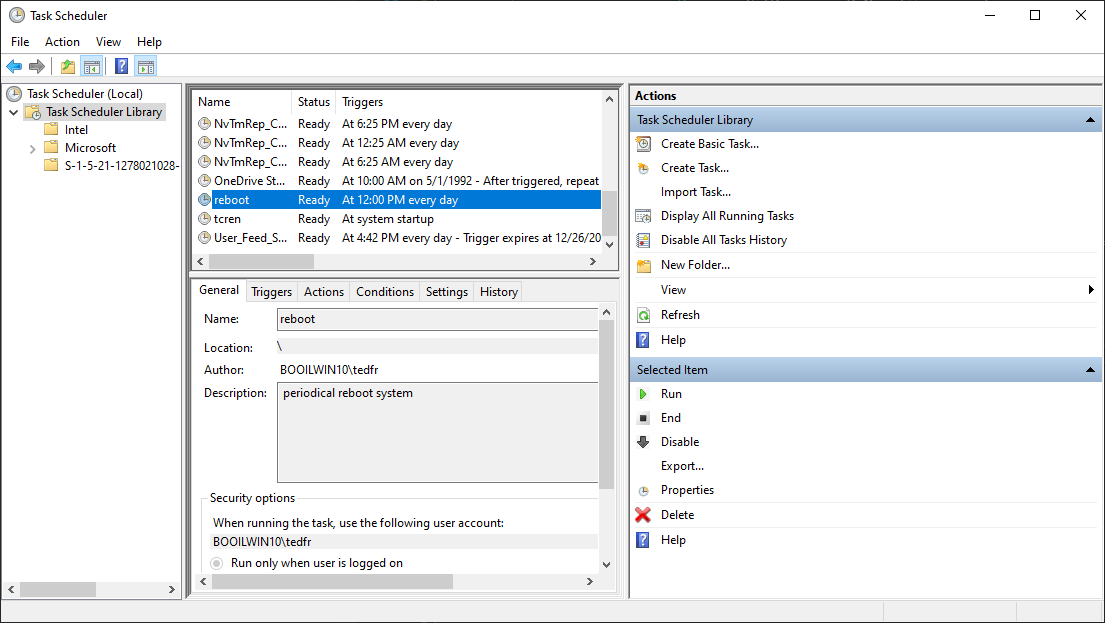 Task Scheduler
File Action View Help
Task Scheduler (Local)
Task Scheduler Library
Intel
Microsoft
S-1-5-21-1278021028-
Name Status Triggers
NvTmRep_C... Ready At 6:25 PM every day
NvTmRep_C... Ready At 12:25 AM every day
NvTmRep_C... Ready At 6:25 AM every day
OneDrive St... Ready At 10:00 AM on 5/1/1992 - After triggered, repeat
reboot Ready At 12:00 PM every day
tcren Ready At system startup
User_Feed_S... Ready At 4:42 PM every day - Trigger expires at 12/26/20
General Triggers Actions Conditions Settings History
Name: reboot
Location: \
Author: BOOILWIN10\tedfr
Description: periodical reboot system
Security options
When running the task, use the following user account:
BOOILWIN10\tedfr
Run only when user is logged on
Actions
Task Scheduler Library
Create Basic Task...
Create Task...
Import Task...
Display All Running Tasks
Disable All Tasks History
New Folder...
View
Refresh
Help
Selected Item
Run
End
Disable
Export...
Properties
Delete
Help